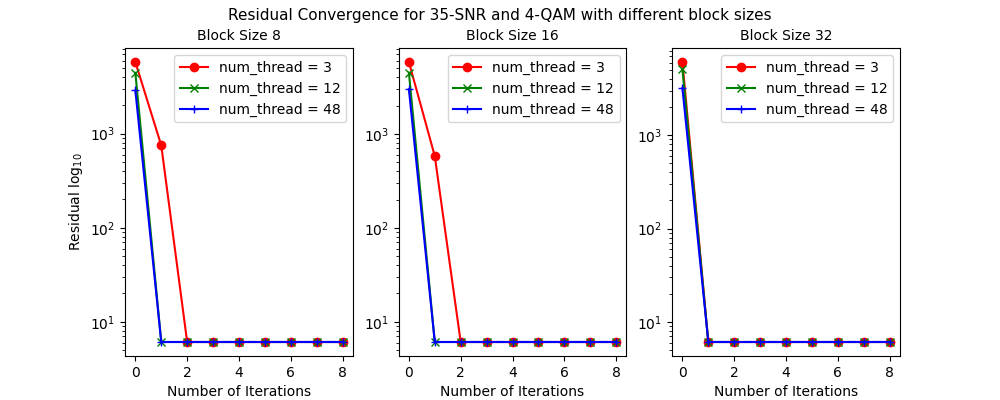 Residual Convergence for 35-SNR and 4-QAM with different block sizes
Block Size 8
Block Size 16
Block Size 32
num_thread = 3
num_thread = 12
num_thread = 48
num_thread = 3
num_thread = 12
num_thread = 48
num_thread = 3
num_thread = 12
num_thread = 48
Residual log₁₀
10³
10²
10¹
10³
10²
10¹
10³
10²
10¹
0 2 4 6 8
0 2 4 6 8
0 2 4 6 8
Number of Iterations
Number of Iterations
Number of Iterations